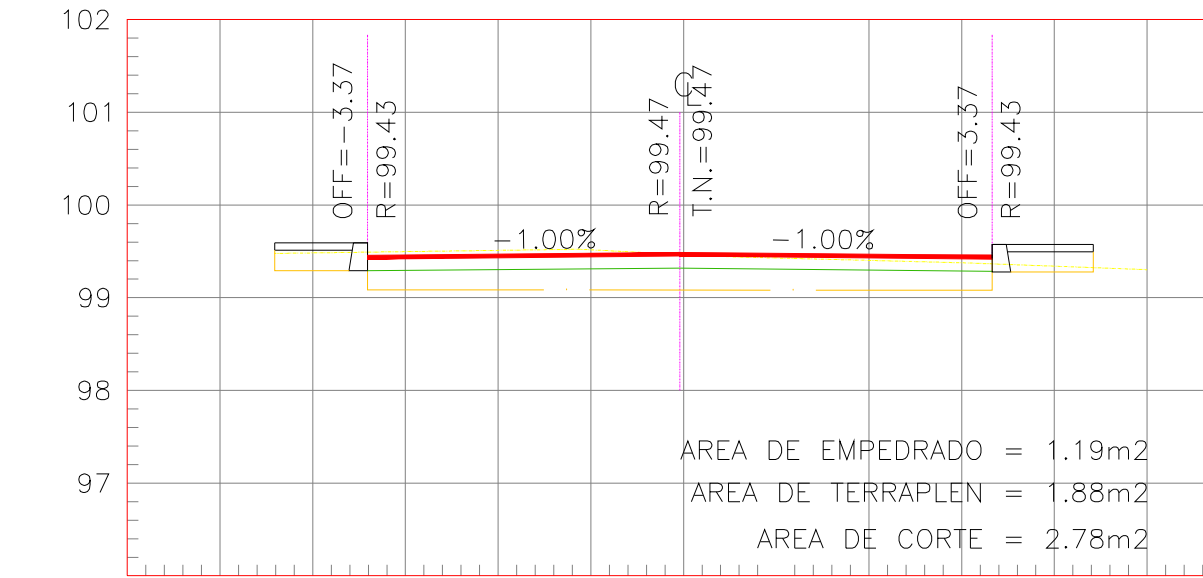 102
101
100
99
98
97
OFF=-3.37
R=99.43
R=99.47
CL
T.N.=99.47
OFF=3.37
R=99.43
-1.00%
-1.00%
AREA DE EMPEDRADO = 1.19m2
AREA DE TERRAPLEN = 1.88m2
AREA DE CORTE = 2.78m2